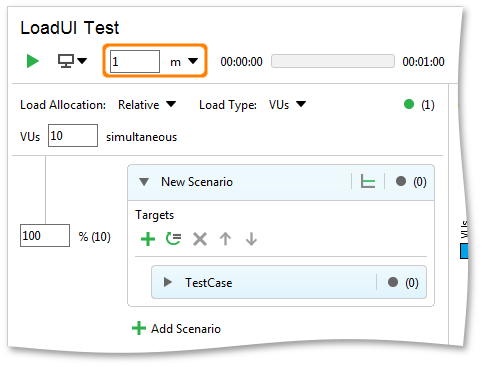 LoadUI Test
1 m 00:00:00 00:01:00
Load Allocation: Relative Load Type: VUs (1)
VUs 10 simultaneous
New Scenario (0)
Targets
100 % (10)
VUs
TestCase (0)
Add Scenario